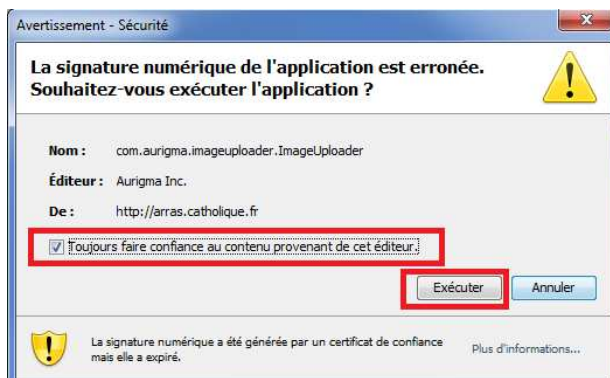 Avertissement - Sécurité
La signature numérique de l'application est erronée.
Souhaitez-vous exécuter l'application ?
Nom : com.aurigma.imageuploader.ImageUploader
Éditeur : Aurigma Inc.
De : http://arras.catholique.fr
Toujours faire confiance au contenu provenant de cet éditeur.
Exécuter Annuler
La signature numérique a été générée par un certificat de confiance
mais elle a expiré.
Plus d'informations...